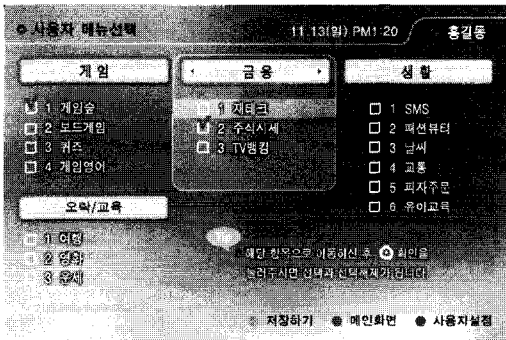 사용자 메뉴선택
11.13(일) PM1:20
홍길동
게임
1 게임숲
2 보드게임
3 퀴즈
4 게임영어
금융
1 재테크
2 주식시세
3 TV뱅킹
생활
1 SMS
2 패션뷰티
3 날씨
4 교통
5 피자주문
6 유아교육
오락/교육
1 여행
2 영화
3 운세
해당 항목으로 이동하신 후 확인을
눌러주시면 선택과 선택해제가 됩니다
저장하기
메인화면
사용자설정